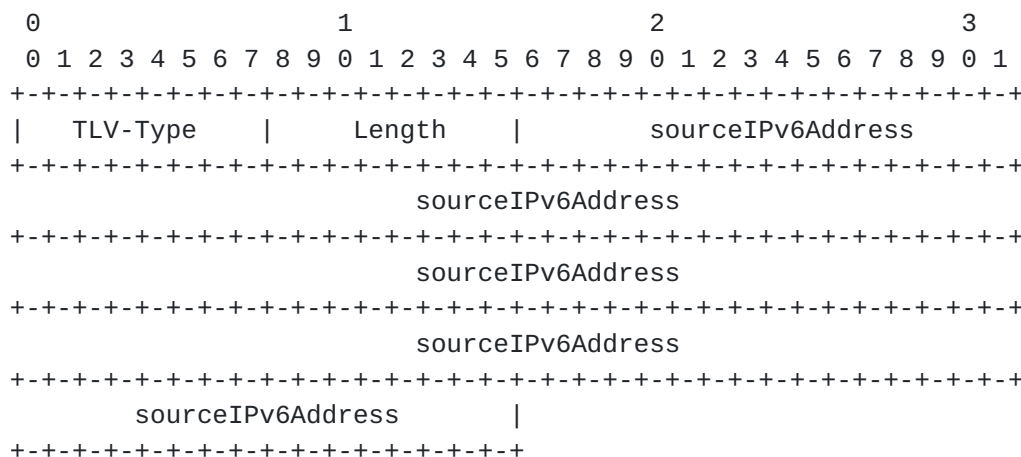 0                   1                   2                   3
 0 1 2 3 4 5 6 7 8 9 0 1 2 3 4 5 6 7 8 9 0 1 2 3 4 5 6 7 8 9 0 1
+-+-+-+-+-+-+-+-+-+-+-+-+-+-+-+-+-+-+-+-+-+-+-+-+-+-+-+-+-+-+-+-+
|   TLV-Type    |     Length    |        sourceIPv6Address
+-+-+-+-+-+-+-+-+-+-+-+-+-+-+-+-+-+-+-+-+-+-+-+-+-+-+-+-+-+-+-+-+
                          sourceIPv6Address
+-+-+-+-+-+-+-+-+-+-+-+-+-+-+-+-+-+-+-+-+-+-+-+-+-+-+-+-+-+-+-+-+
                          sourceIPv6Address
+-+-+-+-+-+-+-+-+-+-+-+-+-+-+-+-+-+-+-+-+-+-+-+-+-+-+-+-+-+-+-+-+
                          sourceIPv6Address
+-+-+-+-+-+-+-+-+-+-+-+-+-+-+-+-+-+-+-+-+-+-+-+-+-+-+-+-+-+-+-+-+
        sourceIPv6Address       |
+-+-+-+-+-+-+-+-+-+-+-+-+-+-+-+-+